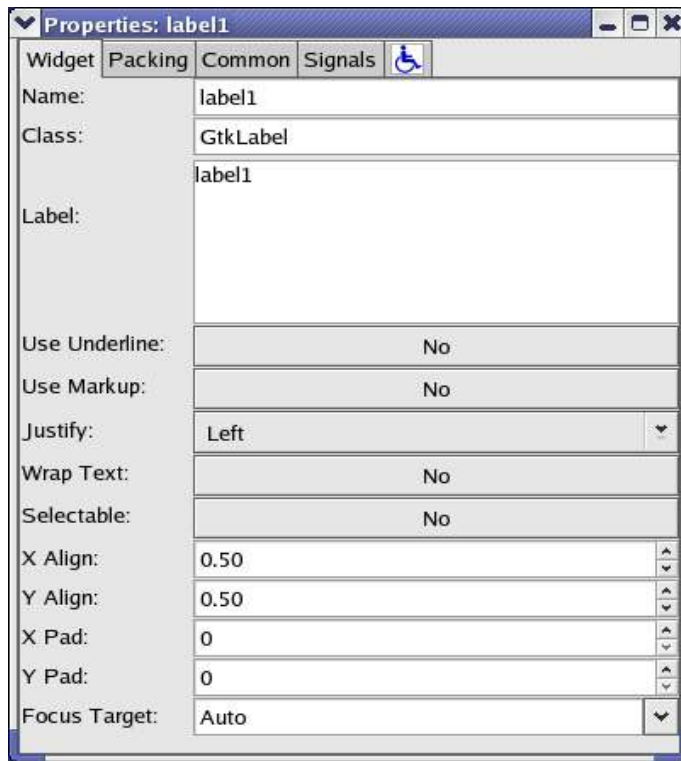 Properties: label1
Widget Packing Common Signals
Name: label1
Class: GtkLabel
Label: label1
Use Underline: No
Use Markup: No
Justify: Left
Wrap Text: No
Selectable: No
X Align: 0.50
Y Align: 0.50
X Pad: 0
Y Pad: 0
Focus Target: Auto